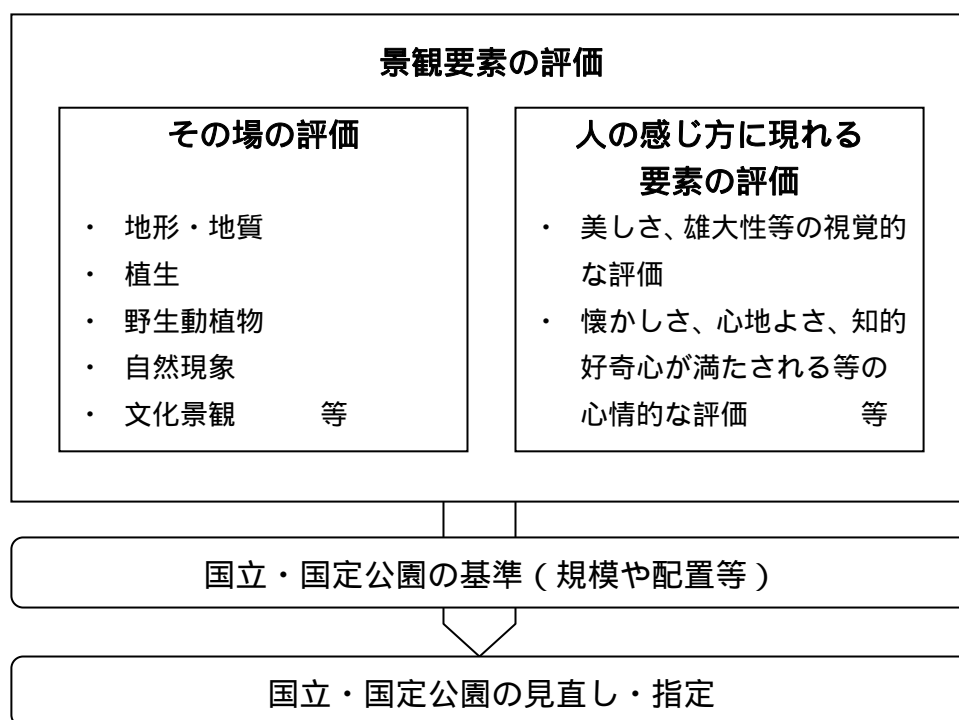 景観要素の評価
その場の評価
・ 地形・地質
・ 植生
・ 野生動植物
・ 自然現象
・ 文化景観 等
人の感じ方に現れる
要素の評価
・ 美しさ、雄大性等の視覚的
な評価
・ 懐かしさ、心地よさ、知的
好奇心が満たされる等の
心情的な評価 等
国立・国定公園の基準（規模や配置等）
国立・国定公園の見直し・指定